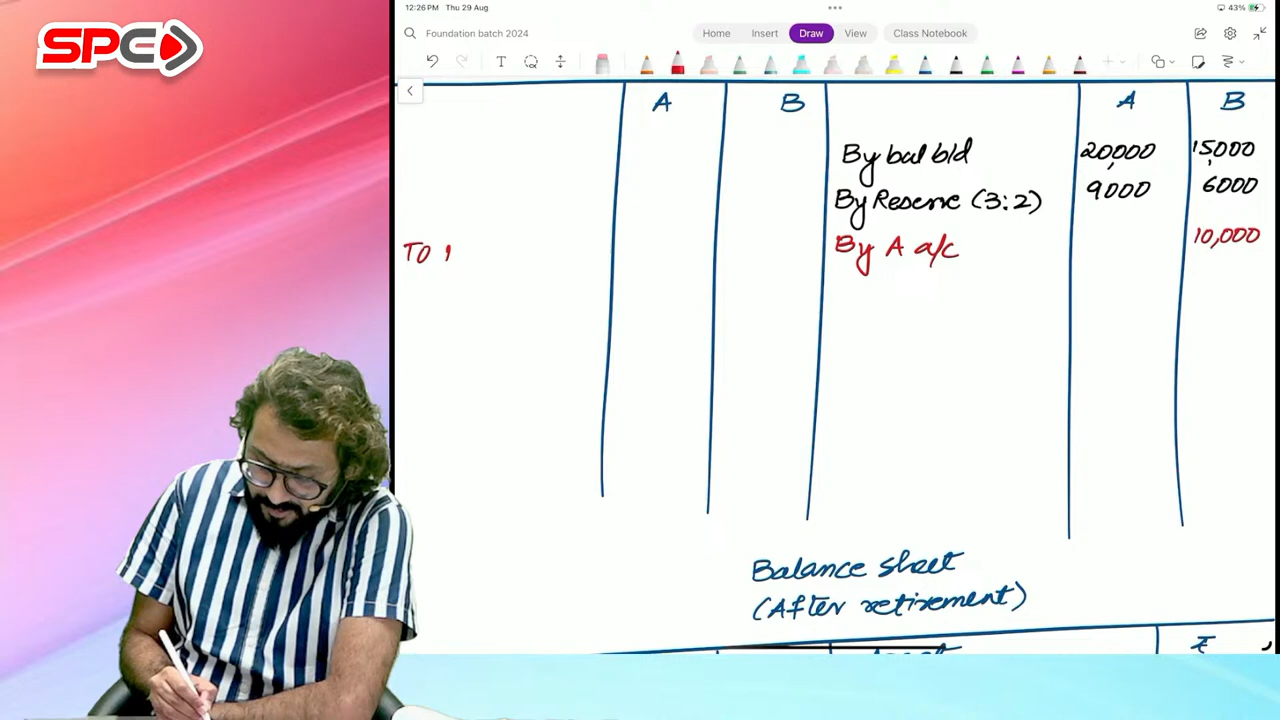 SPC
12:26 PM Thu 29 Aug
43%
Foundation batch 2024
Home Insert Draw View Class Notebook
A B A B
By bal b/d 20,000 15,000
By Reserve (3:2) 9000 6000
To By A a/c 10,000
Balance sheet
(After retirement)
₹